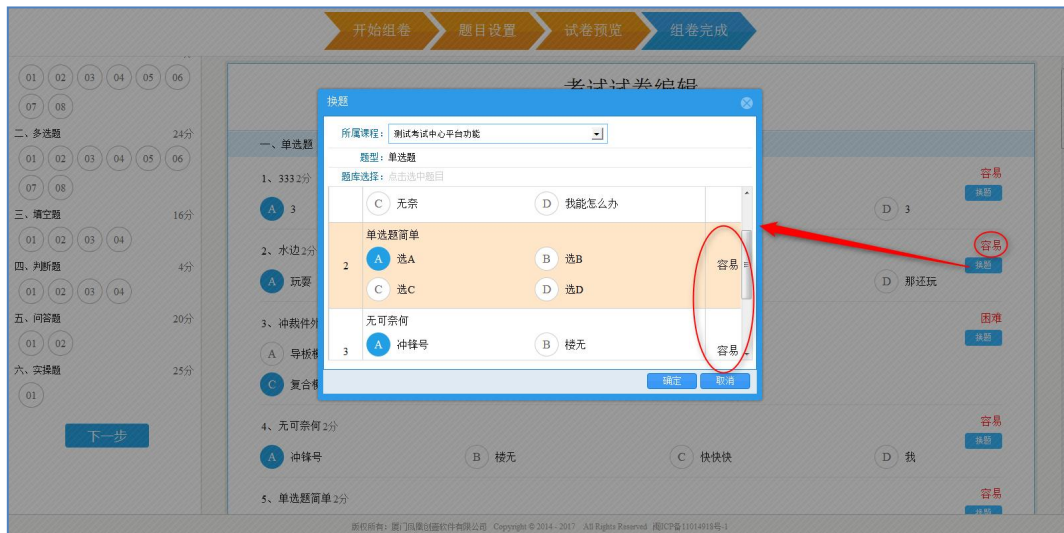 开始组卷 题目设置 试卷预览 组卷完成
01 02 03 04 05 06
07 08
二、多选题 24分
01 02 03 04 05 06
07 08
三、填空题 16分
01 02 03 04
四、判断题 4分
01 02 03 04
五、问答题 20分
01 02
六、实操题 25分
01
下一步
考试试卷编辑
一、单选题
1、333 2分 容易
换题
A 3 D 3
2、水边 2分 容易
换题
A 玩耍 D 那还玩
3、冲裁件外 困难
换题
A 导板模
C 复合模
4、无可奈何 2分 容易
换题
A 冲锋号 B 楼无 C 快快快 D 我
5、单选题简单 2分 容易
换题
换题
所属课程: 测试考试中心平台功能
题型: 单选题
题库选择: 点击选中题目
C 无奈 D 我能怎么办
单选题简单
2 A 选A B 选B 容易
C 选C D 选D
无可奈何
3 A 冲锋号 B 楼无 容易
确定 取消
版权所有: 厦门凤凰创壹软件有限公司 Copyright © 2014 - 2017 All Rights Reserved 闽ICP备11014918号-1